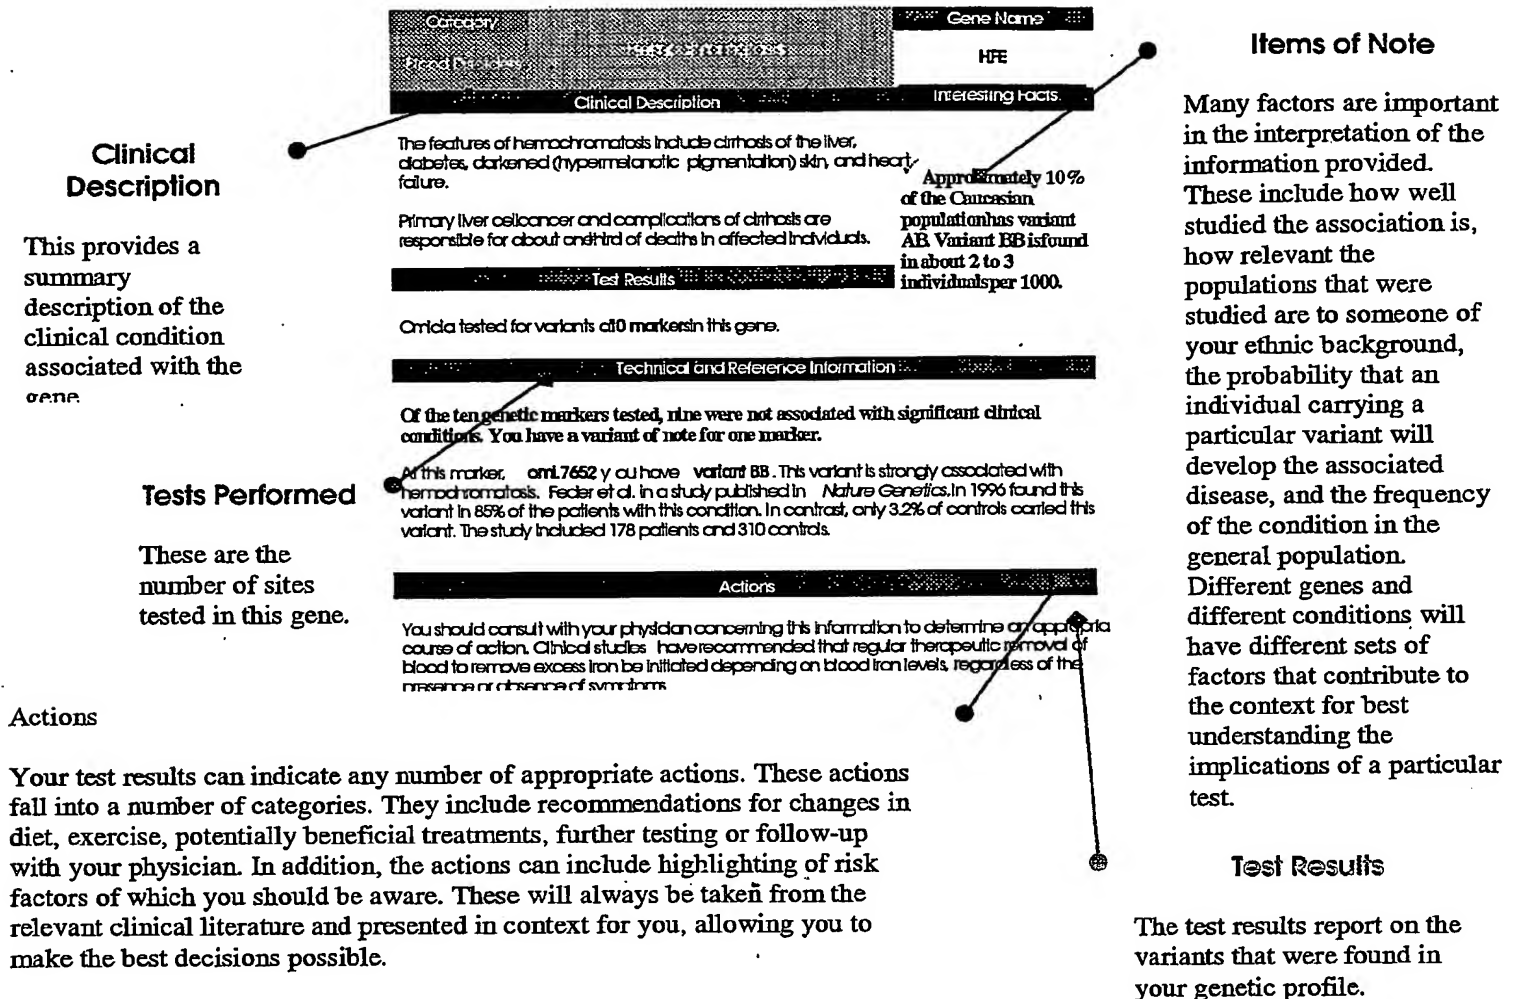 Category
Gene Name
HFE
Clinical Description
Interesting Facts
The features of hemochromatosis include cirrhosis of the liver,
diabetes, darkened (hypermelanotic pigmentation) skin, and heart
failure.
Primary liver cellcancer and complications of cirrhosis are
responsible for about onethird of deaths in affected individuals.
Approximately 10%
of the Caucasian
populationhas variant
AB. Variant BB isfound
in about 2 to 3
individualsper 1000.
Test Results
tested for variants at10 markersin this gene.
Technical and Reference Information
Of the ten genetic markers tested, nine were not associated with significant clinical
conditions. You have a variant of note for one marker.
At this marker, omi.7652 y ou have variant BB. This variant is strongly associated with
hemochromatosis. Feder et al. in a study published in Nature Genetics.In 1996 found this
variant in 85% of the patients with this condition. In contrast, only 3.2% of controls carried this
variant. The study included 178 patients and 310 controls.
Actions
You should consult with your physician concerning this information to determine an appropria
course of action. Clinical studies have recommended that regular therapeutic removal of
blood to remove excess iron be initiated depending on blood iron levels, regardless of the
presence or absence of symptoms
Clinical
Description
This provides a
summary
description of the
clinical condition
associated with the
gene.
Tests Performed
These are the
number of sites
tested in this gene.
Actions
Your test results can indicate any number of appropriate actions. These actions
fall into a number of categories. They include recommendations for changes in
diet, exercise, potentially beneficial treatments, further testing or follow-up
with your physician. In addition, the actions can include highlighting of risk
factors of which you should be aware. These will always be taken from the
relevant clinical literature and presented in context for you, allowing you to
make the best decisions possible.
Items of Note
Many factors are important
in the interpretation of the
information provided.
These include how well
studied the association is,
how relevant the
populations that were
studied are to someone of
your ethnic background,
the probability that an
individual carrying a
particular variant will
develop the associated
disease, and the frequency
of the condition in the
general population.
Different genes and
different conditions will
have different sets of
factors that contribute to
the context for best
understanding the
implications of a particular
test.
Test Results
The test results report on the
variants that were found in
your genetic profile.